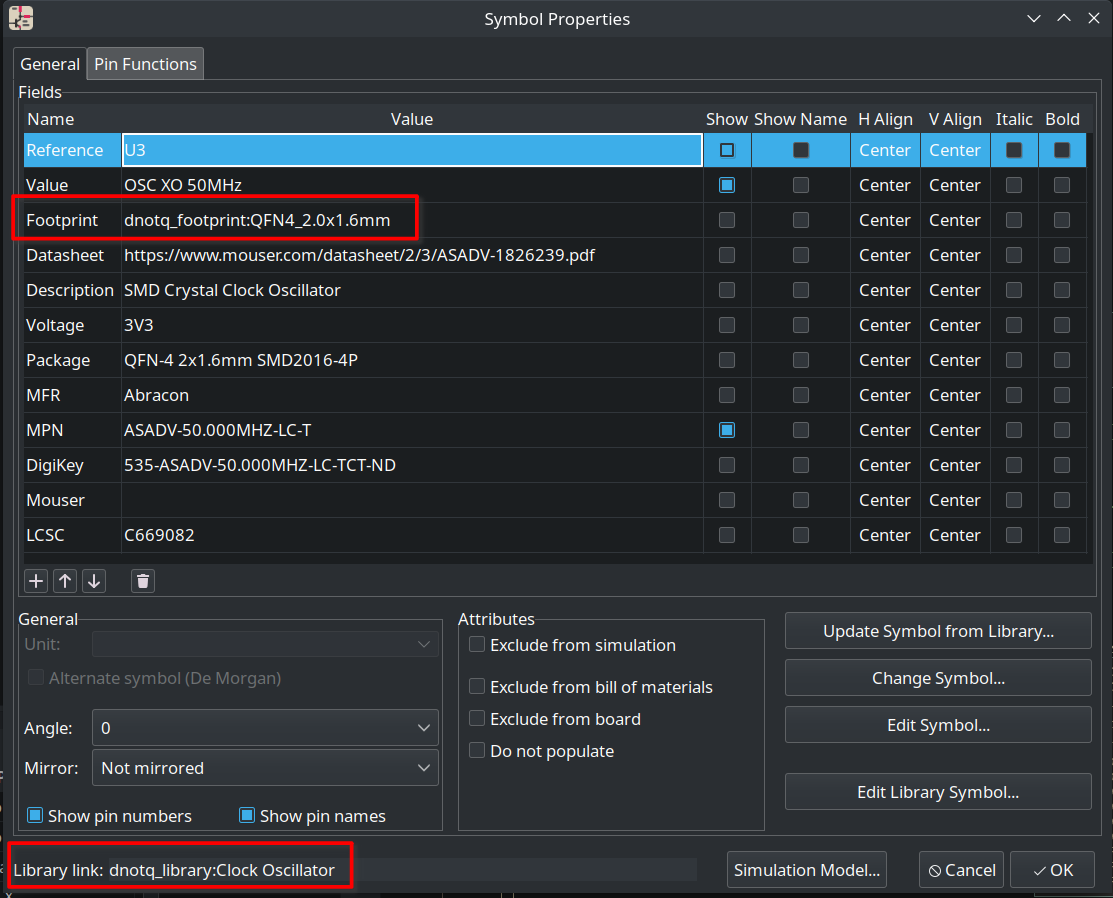 Symbol Properties
General Pin Functions
Fields
Name Value Show Show Name H Align V Align Italic Bold
Reference U3 Center Center
Value OSC XO 50MHz Center Center
Footprint dnotq_footprint:QFN4_2.0x1.6mm Center Center
Datasheet https://www.mouser.com/datasheet/2/3/ASADV-1826239.pdf Center Center
Description SMD Crystal Clock Oscillator Center Center
Voltage 3V3 Center Center
Package QFN-4 2x1.6mm SMD2016-4P Center Center
MFR Abracon Center Center
MPN ASADV-50.000MHZ-LC-T Center Center
DigiKey 535-ASADV-50.000MHZ-LC-TCT-ND Center Center
Mouser Center Center
LCSC C669082 Center Center
General Attributes
Unit: Exclude from simulation Update Symbol from Library...
Alternate symbol (De Morgan) Exclude from bill of materials Change Symbol...
Angle: 0 Exclude from board Edit Symbol...
Mirror: Not mirrored Do not populate Edit Library Symbol...
Show pin numbers Show pin names
Library link: dnotq_library:Clock Oscillator Simulation Model... Cancel OK